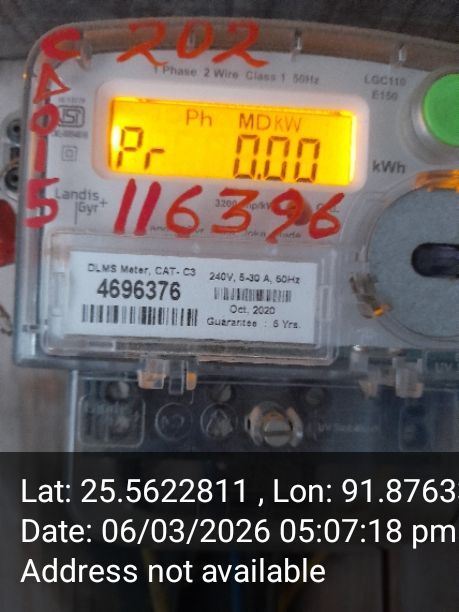 202
1 Phase 2 Wire Class 1 50Hz
LGC110
E150
ISI
Ph MD KW
Pr 0.00
kWh
Landis
Gyr+
3200
116396
DLMS Meter, CAT- C3
240V, 5-30 A, 50Hz
4696376
Oct, 2020
Guarantee : 5 Yrs.
Lat: 25.5622811 , Lon: 91.8763
Date: 06/03/2026 05:07:18 pm
Address not available